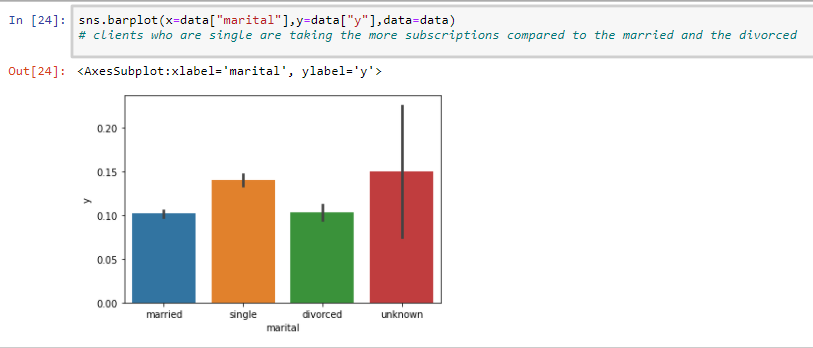 In [24]: sns.barplot(x=data["marital"],y=data["y"],data=data)
# clients who are single are taking the more subscriptions compared to the married and the divorced
Out[24]: <AxesSubplot:xlabel='marital', ylabel='y'>
0.20
0.15
0.10
0.05
0.00
y
married single divorced unknown
marital